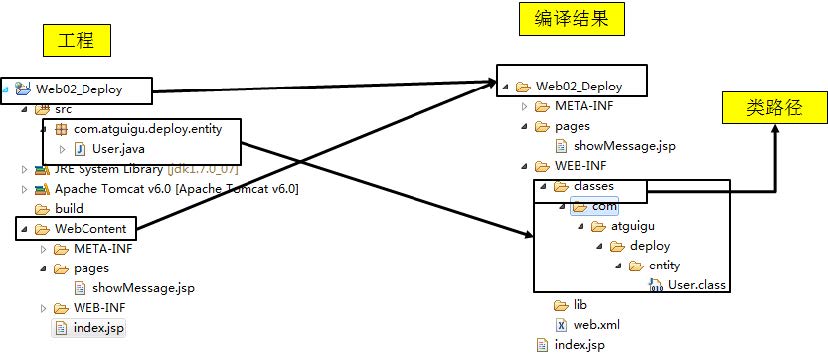 工程
编译结果
类路径
Web02_Deploy
src
com.atguigu.deploy.entity
User.java
JRE System Library [jdk1.7.0_07]
Apache Tomcat v6.0 [Apache Tomcat v6.0]
build
WebContent
META-INF
pages
showMessage.jsp
WEB-INF
index.jsp
Web02_Deploy
META-INF
pages
showMessage.jsp
WEB-INF
classes
com
atguigu
deploy
entity
User.class
lib
web.xml
index.jsp